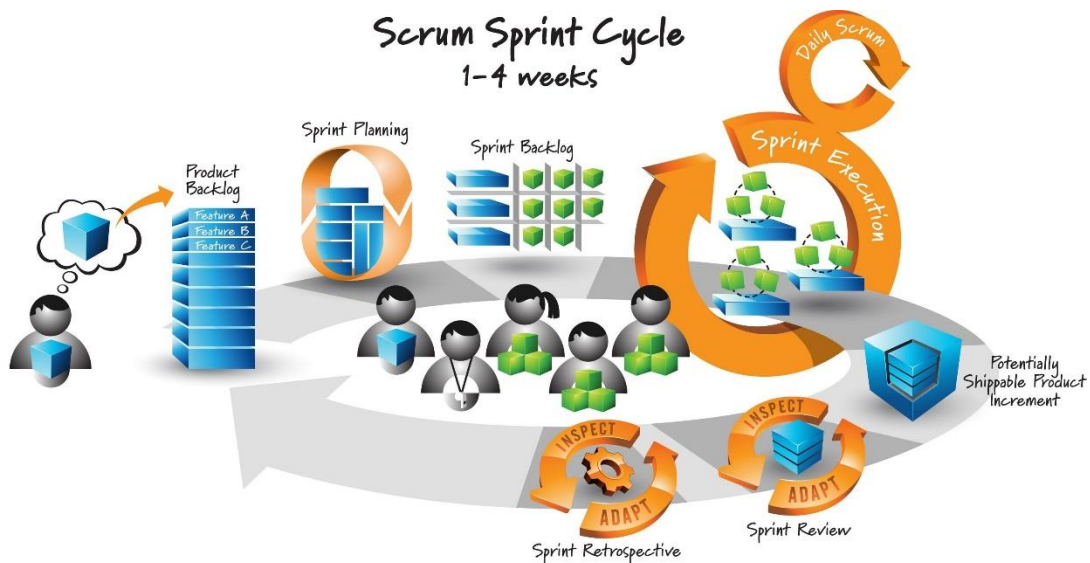 Scrum Sprint Cycle
1-4 weeks
Daily Scrum
Sprint Execution
Sprint Planning
Sprint Backlog
Product
Backlog
Feature A
Feature B
Feature C
Potentially
Shippable Product
Increment
INSPECT
ADAPT
Sprint Review
INSPECT
ADAPT
Sprint Retrospective